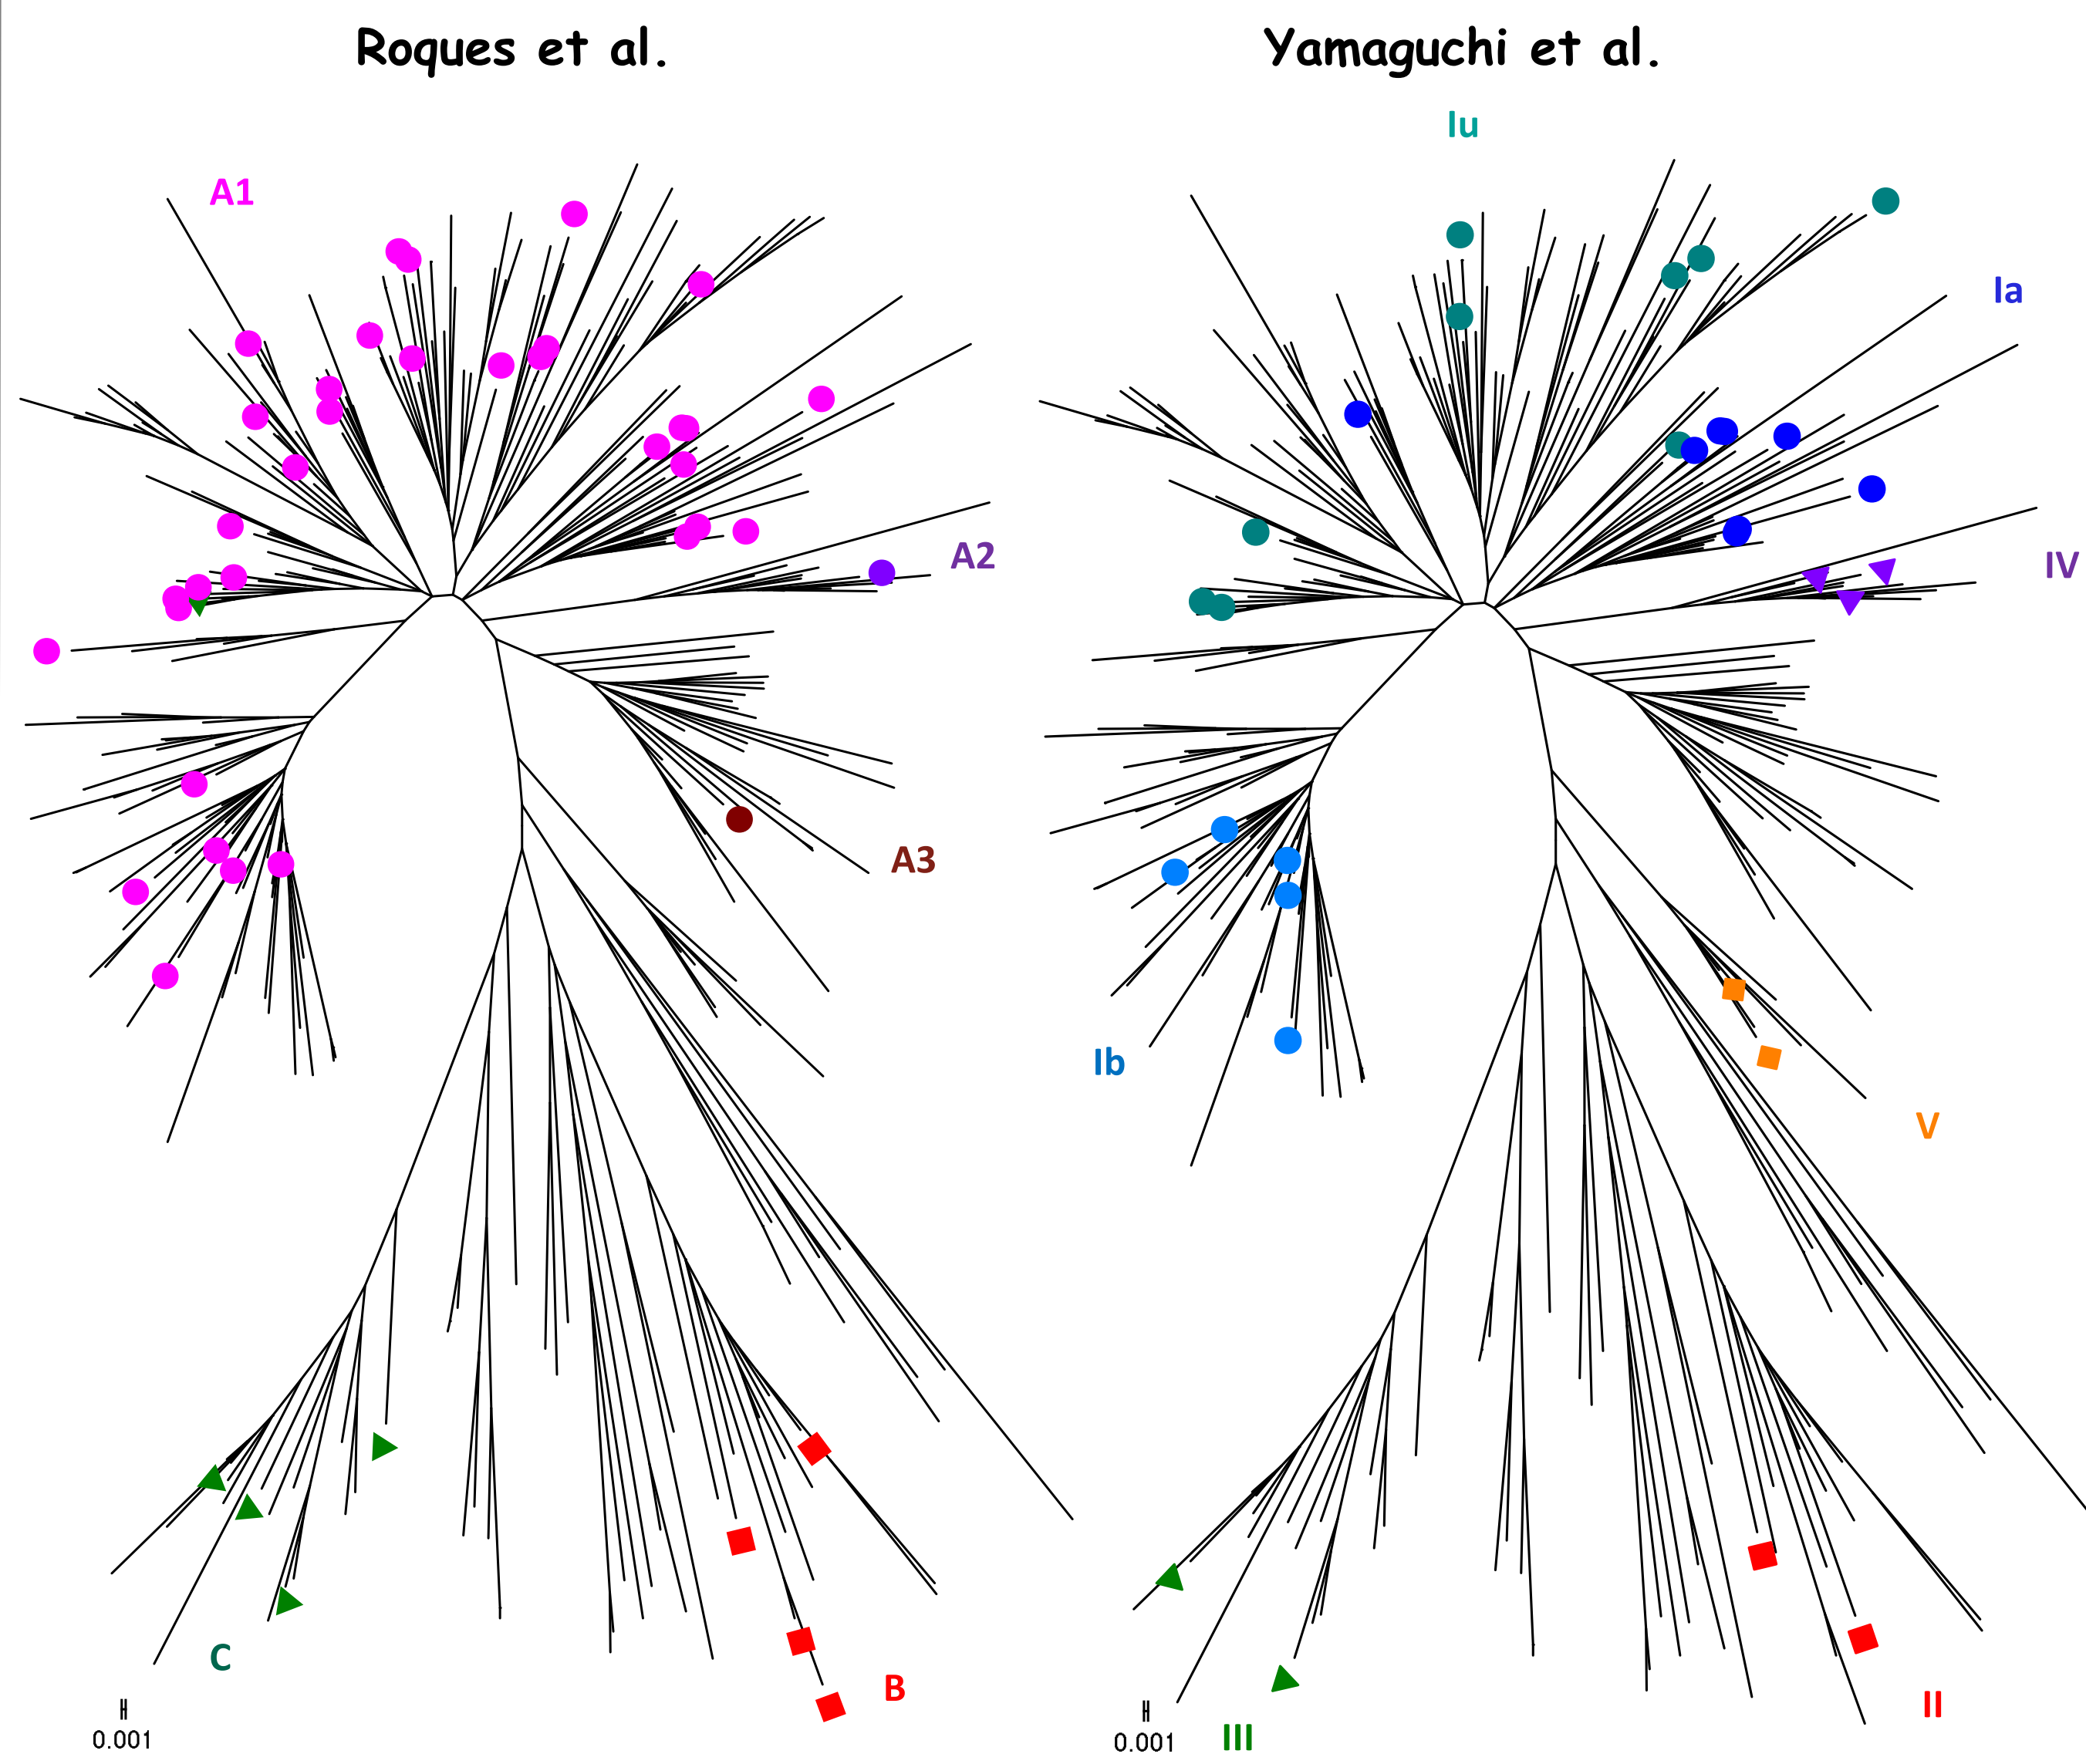 Roques et al.
Yamaguchi et al.
Iu
A1
Ia
A2
IV
A3
Ib
V
C
B
II
III
0.001
0.001